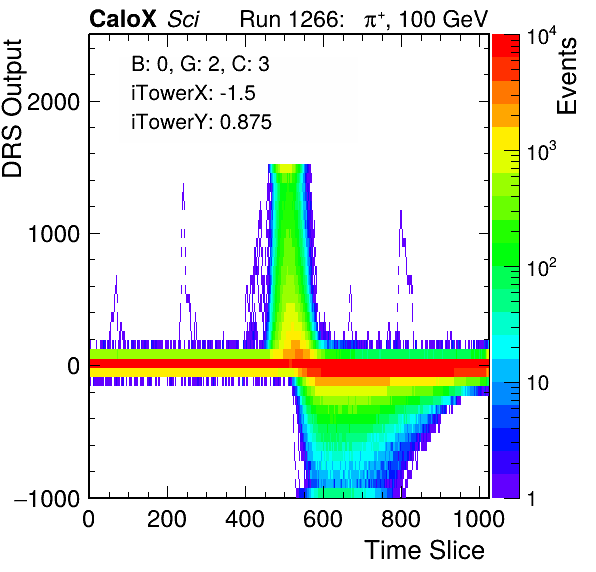 CaloX Sci Run 1266: π⁺, 100 GeV
B: 0, G: 2, C: 3
iTowerX: -1.5
iTowerY: 0.875
DRS Output
2000
1000
0
−1000
0 200 400 600 800 1000
Time Slice
Events
10⁴
10³
10²
10
1